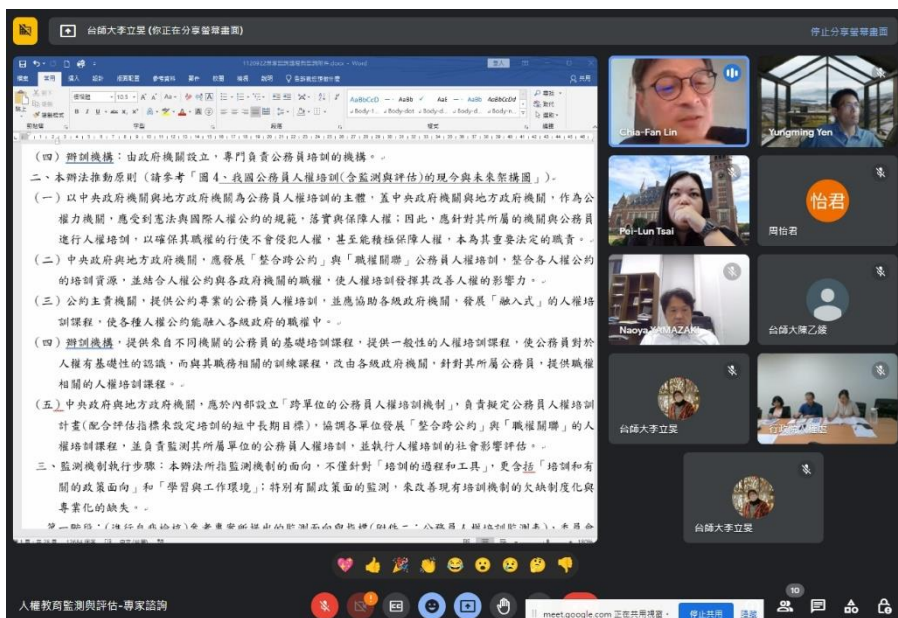 台師大李立旻 (你正在分享螢幕畫面)
停止分享螢幕畫面
登入
共用
檔案
常用
插入
設計
參考資料
郵件
校閱
檢視
說明
剪貼簿
字型
段落
樣式
編輯
(四) 辦訓機構：由政府機關設立，專門負責公務員培訓的機構。
二、本辦法推動原則 (請參考「圖 4、我國公務員人權培訓(含監測與評估)的現今與未來架構圖」)。
(一) 以中央政府機關與地方政府機關為公務員人權培訓的主體，蓋中央政府機關與地方政府機關，作為公
權力機關，應受到憲法與國際人權公約的規範，落實與保障人權；因此，應針對其所屬的機關與公務員
進行人權培訓，以確保其職權的行使不會侵犯人權，甚至能積極保障人權，本為其重要法定的職責。
(二) 中央政府與地方政府機關，應發展「整合跨公約」與「職權關聯」公務員人權培訓，整合各人權公約
的培訓資源，並結合人權公約與各政府機關的職權，使人權培訓發揮其改善人權的影響力。
(三) 公約主責機關，提供公約專業的公務員人權培訓，並應協助各級政府機關，發展「融入式」的人權培
訓課程，使各種人權公約能融入各級政府的職權中。
(四) 辦訓機構，提供來自不同機關的公務員的基礎培訓課程，提供一般性的人權培訓課程，使公務員對於
人權有基礎性的認識，而與其職務相關的訓練課程，改由各級政府機關，針對其所屬公務員，提供職權
相關的人權培訓課程。
(五) 中央政府與地方政府機關，應於內部設立「跨單位的公務員人權培訓機制」，負責擬定公務員人權培訓
計畫(配合評估指標來設定培訓的短中長期目標)，協調各單位發展「整合跨公約」與「職權關聯」的人
權培訓課程，並負責監測其所屬單位的公務員人權培訓，並執行人權培訓的社會影響評估。
三、監測機制執行步驟：本辦法所指監測機制的面向，不僅針對「培訓的過程和工具」，更含括「培訓和有
關的政策面向」和「學習與工作環境」；特別有關政策面的監測，來改善現有培訓機制的欠缺制度化與
專業化的缺失。
Chia-Fan Lin
Yungming Yen
Pei-Lun Tsai
怡君
周怡君
Naoya YAMAZAKI
台師大陳乙棱
台師大李立旻
台師大李立旻
人權教育監測與評估-專家諮詢
meet.google.com 正在共用視窗。
停止共用
隱藏
10